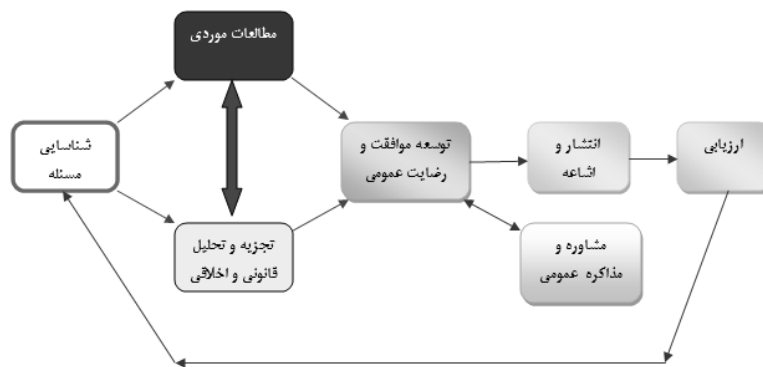 مطالعات موردی
شناسایی
مسئله
توسعه موافقت و
رضایت عمومی
انتشار و
اشاعه
ارزیابی
تجزیه و تحلیل
قانونی و اخلاقی
مشاوره و
مذاکره عمومی